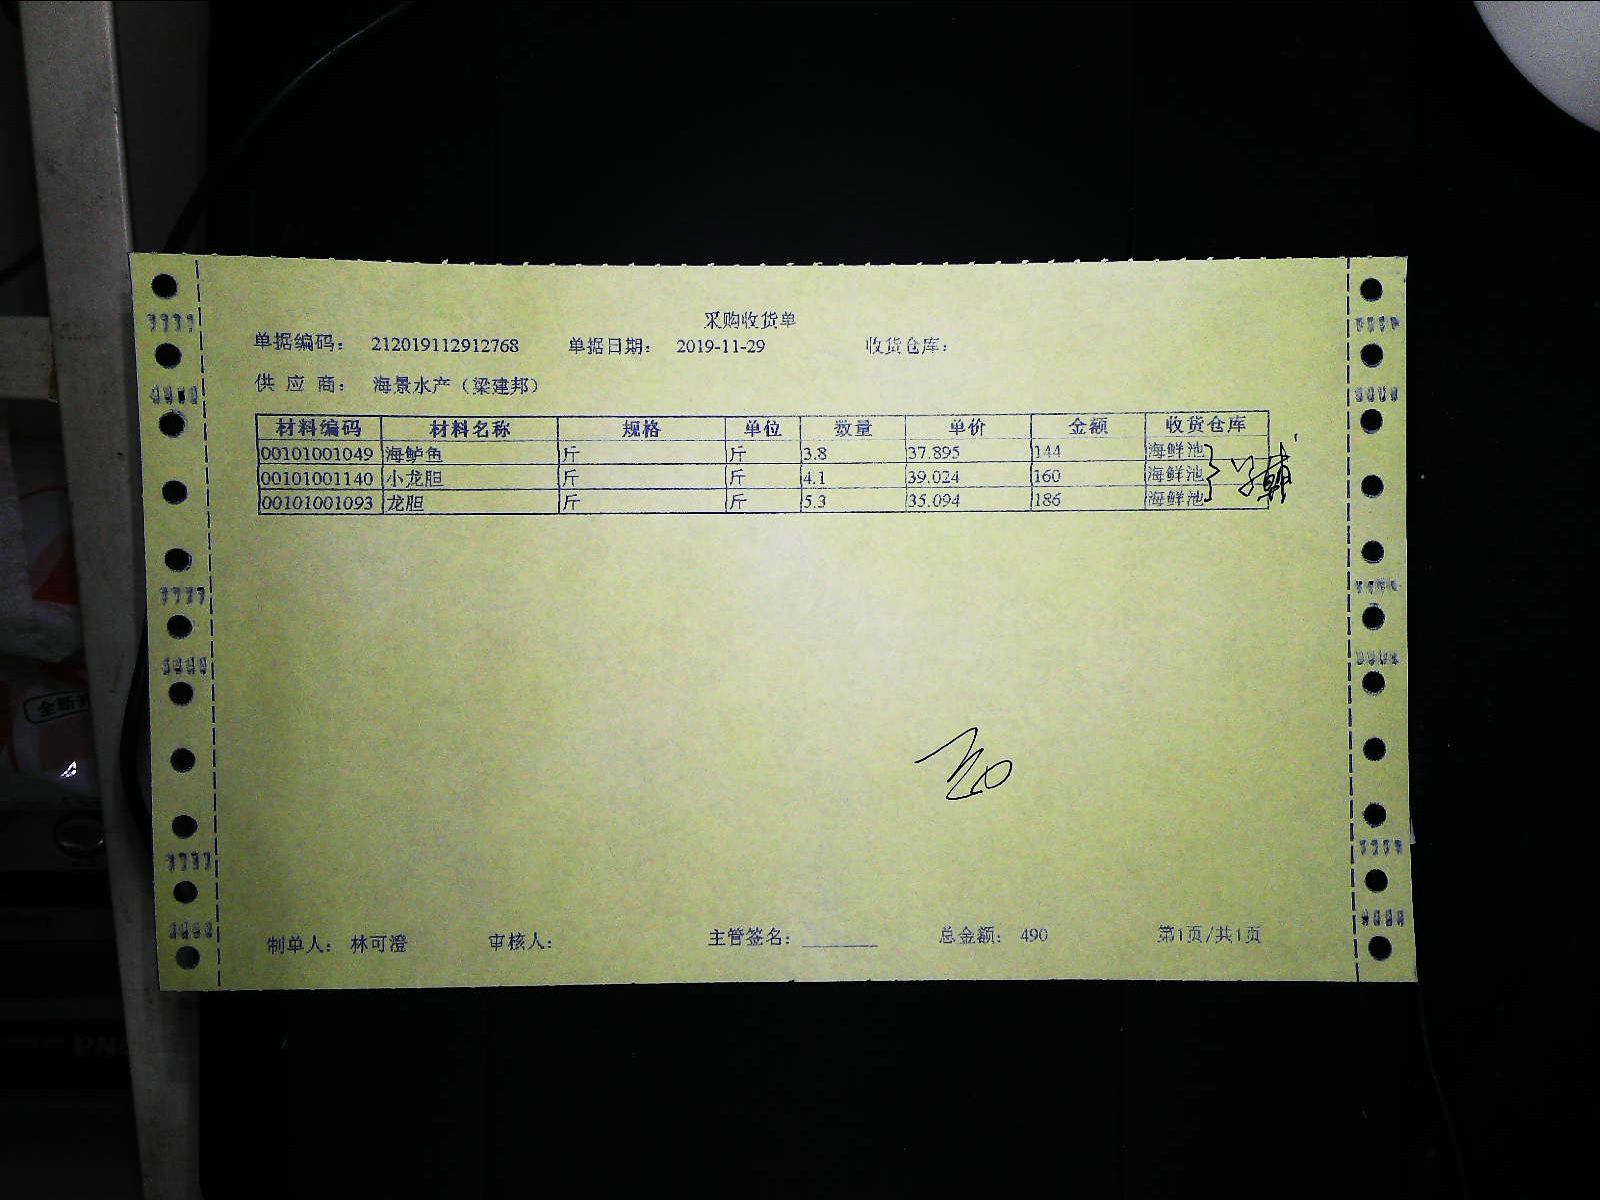 采购收货单
单据编码： 212019112912768 单据日期： 2019-11-29 收货仓库：
供 应 商： 海景水产（梁建邦）
材料编码 材料名称 规格 单位 数量 单价 金额 收货仓库
00101001049 海鲈鱼 斤 斤 3.8 37.895 144 海鲜池
00101001140 小龙胆 斤 斤 4.1 39.024 160 海鲜池
00101001093 龙胆 斤 斤 5.3 35.094 186 海鲜池
制单人： 林可澄 审核人： 主管签名： 总金额： 490 第1页/共1页